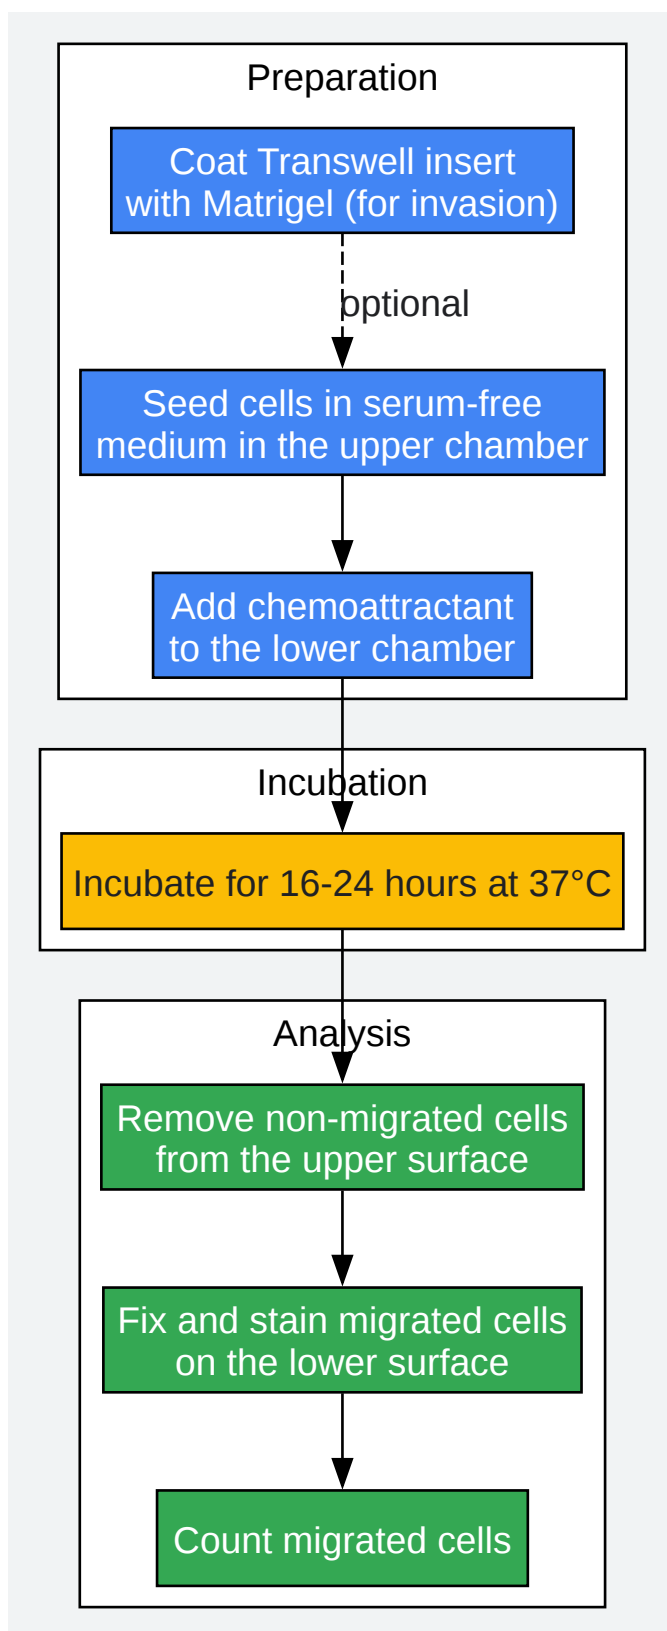 Preparation
Coat Transwell insert
with Matrigel (for invasion)
optional
Seed cells in serum-free
medium in the upper chamber
Add chemoattractant
to the lower chamber
Incubation
Incubate for 16-24 hours at 37°C
Analysis
Remove non-migrated cells
from the upper surface
Fix and stain migrated cells
on the lower surface
Count migrated cells